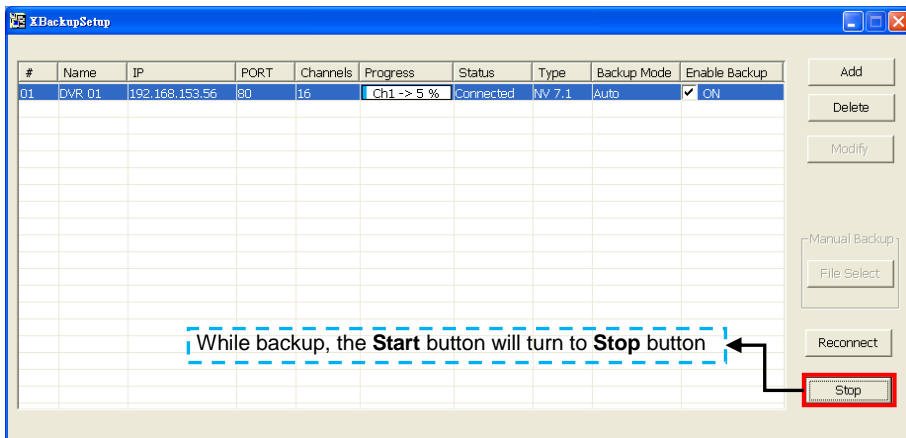 XBackupSetup
# Name IP PORT Channels Progress Status Type Backup Mode Enable Backup
01 DVR 01 192.168.153.56 80 16 Ch1 -> 5 % Connected NV 7.1 Auto ON
Add
Delete
Modify
Manual Backup
File Select
While backup, the Start button will turn to Stop button
Reconnect
Stop